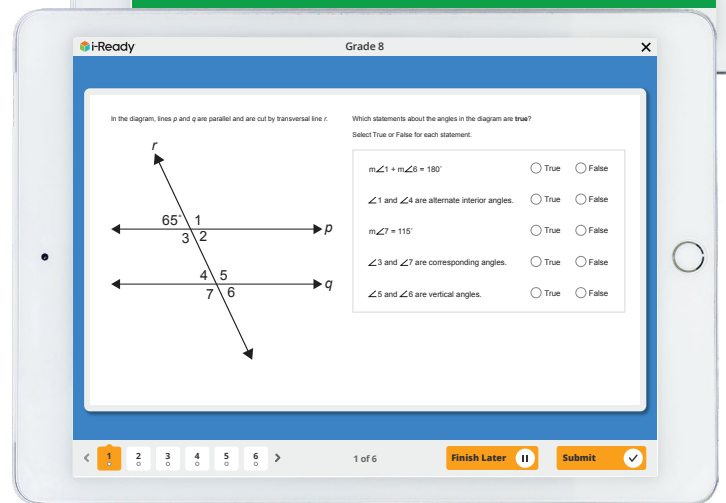 i-Ready
Grade 8
In the diagram, lines p and q are parallel and are cut by transversal line r.
r
65° 1
3 2
p
4 5
7 6
q
Which statements about the angles in the diagram are true?
Select True or False for each statement.
m∠1 + m∠6 = 180° True False
∠1 and ∠4 are alternate interior angles. True False
m∠7 = 115° True False
∠3 and ∠7 are corresponding angles. True False
∠5 and ∠6 are vertical angles. True False
1 2 3 4 5 6
1 of 6
Finish Later
Submit